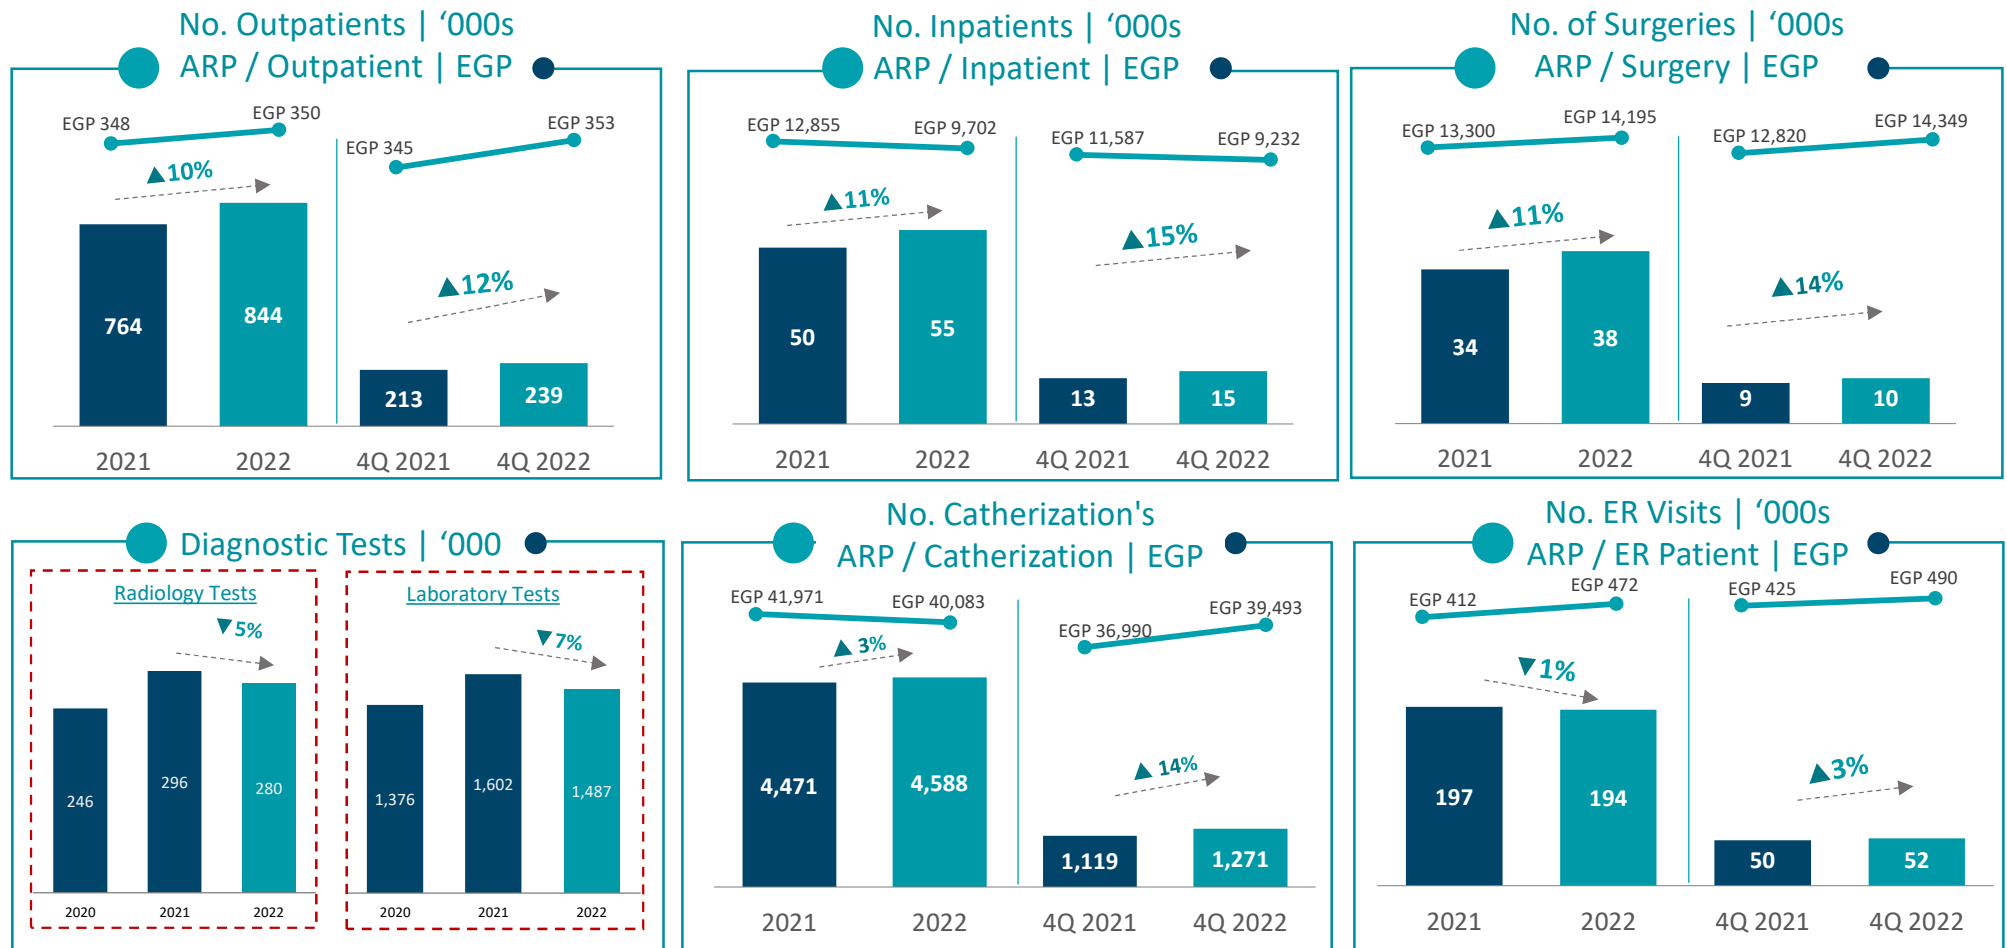 No. Outpatients | ‘000s
ARP / Outpatient | EGP
EGP 348
EGP 350
EGP 345
EGP 353
▲10%
▲12%
764
844
213
239
2021
2022
4Q 2021
4Q 2022
No. Inpatients | ‘000s
ARP / Inpatient | EGP
EGP 12,855
EGP 9,702
EGP 11,587
EGP 9,232
▲11%
▲15%
50
55
13
15
2021
2022
4Q 2021
4Q 2022
No. of Surgeries | ‘000s
ARP / Surgery | EGP
EGP 13,300
EGP 14,195
EGP 12,820
EGP 14,349
▲11%
▲14%
34
38
9
10
2021
2022
4Q 2021
4Q 2022
Diagnostic Tests | ‘000
Radiology Tests
▼5%
246
296
280
2020
2021
2022
Laboratory Tests
▼7%
1,376
1,602
1,487
2020
2021
2022
No. Catherization's
ARP / Catherization | EGP
EGP 41,971
EGP 40,083
EGP 36,990
EGP 39,493
▲ 3%
▲ 14%
4,471
4,588
1,119
1,271
2021
2022
4Q 2021
4Q 2022
No. ER Visits | ‘000s
ARP / ER Patient | EGP
EGP 412
EGP 472
EGP 425
EGP 490
▼1%
▲3%
197
194
50
52
2021
2022
4Q 2021
4Q 2022